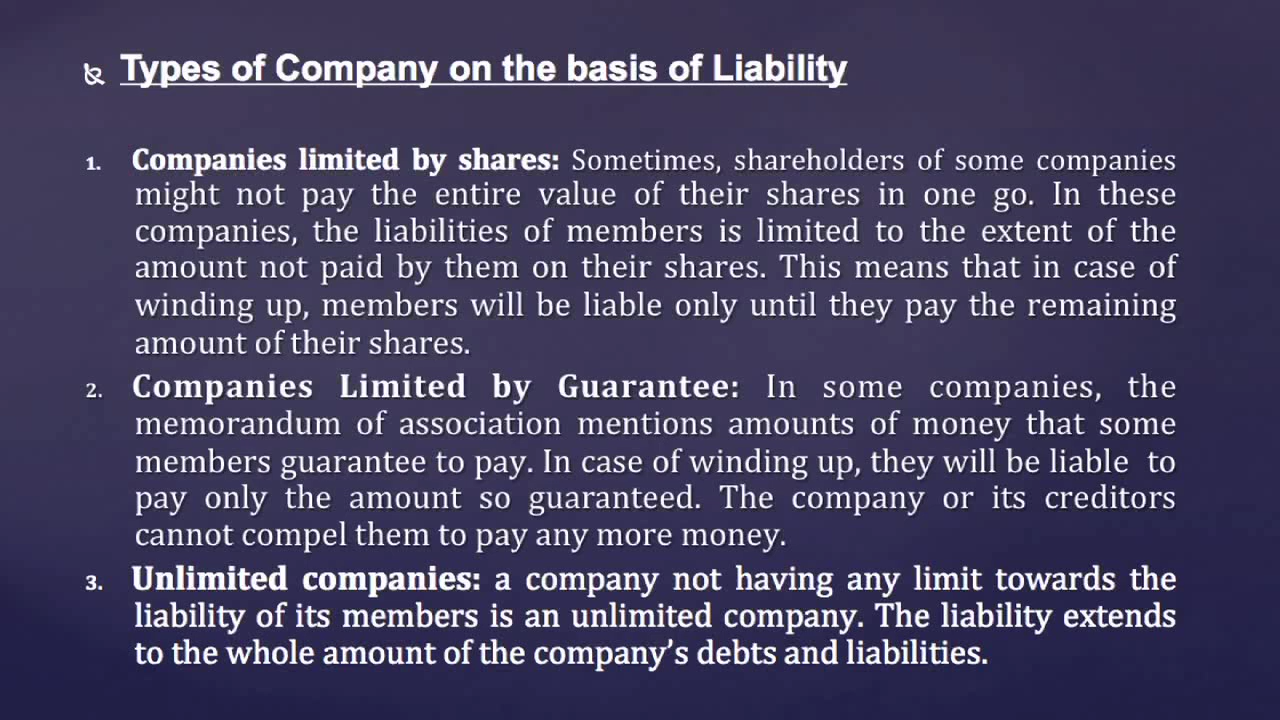 Types of Company on the basis of Liability
1. Companies limited by shares: Sometimes, shareholders of some companies
might not pay the entire value of their shares in one go. In these
companies, the liabilities of members is limited to the extent of the
amount not paid by them on their shares. This means that in case of
winding up, members will be liable only until they pay the remaining
amount of their shares.
2. Companies Limited by Guarantee: In some companies, the
memorandum of association mentions amounts of money that some
members guarantee to pay. In case of winding up, they will be liable to
pay only the amount so guaranteed. The company or its creditors
cannot compel them to pay any more money.
3. Unlimited companies: a company not having any limit towards the
liability of its members is an unlimited company. The liability extends
to the whole amount of the company’s debts and liabilities.